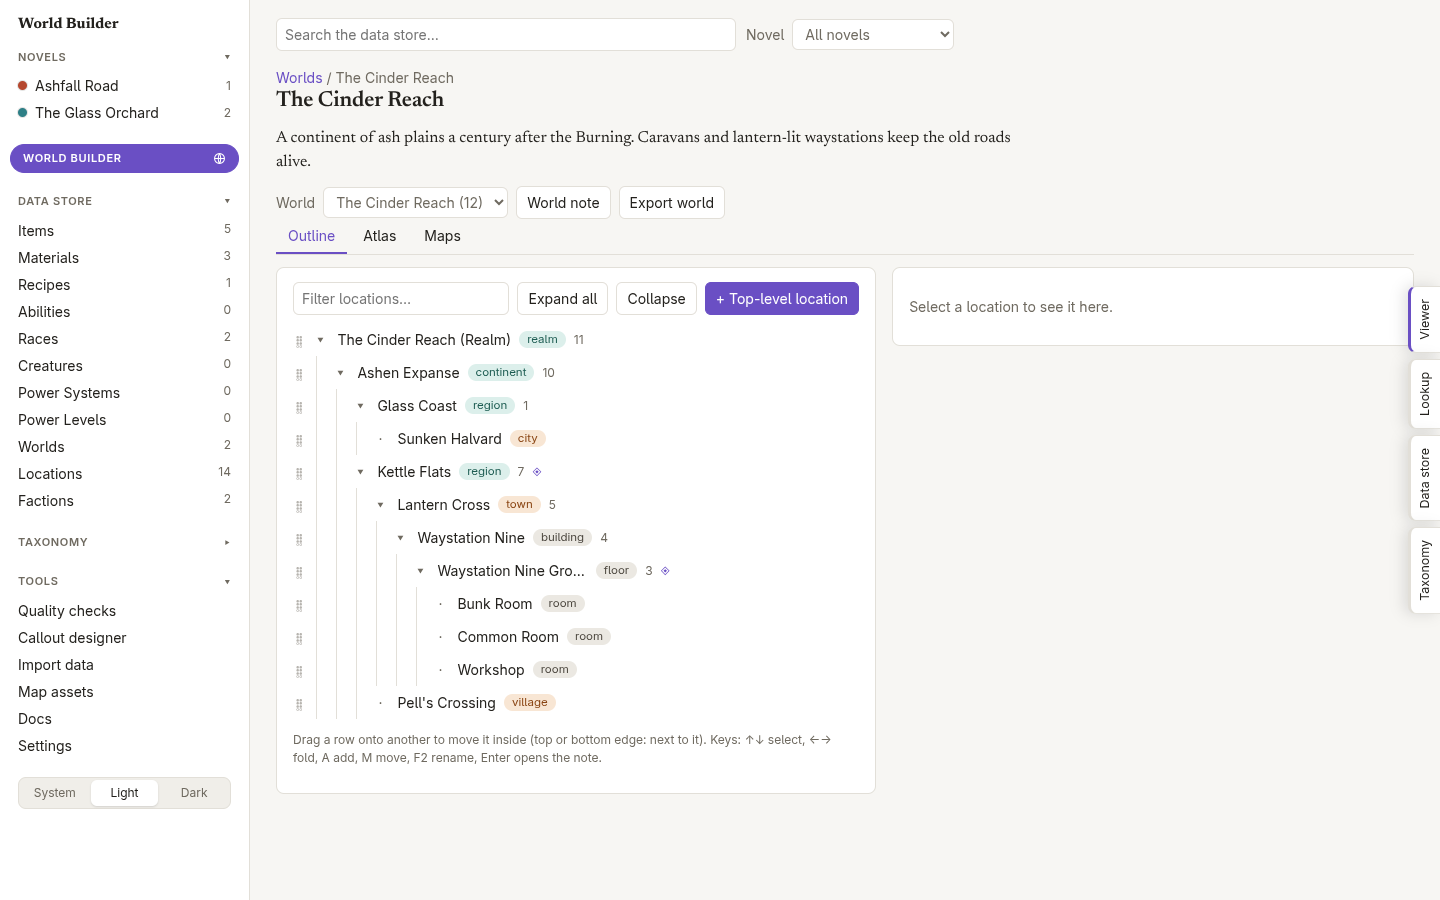 World Builder
NOVELS
Ashfall Road 1
The Glass Orchard 2
WORLD BUILDER
DATA STORE
Items 5
Materials 3
Recipes 1
Abilities 0
Races 2
Creatures 0
Power Systems 0
Power Levels 0
Worlds 2
Locations 14
Factions 2
TAXONOMY
TOOLS
Quality checks
Callout designer
Import data
Map assets
Docs
Settings
System Light Dark
Search the data store... Novel All novels
Worlds / The Cinder Reach
The Cinder Reach
A continent of ash plains a century after the Burning. Caravans and lantern-lit waystations keep the old roads
alive.
World The Cinder Reach (12) World note Export world
Outline Atlas Maps
Filter locations... Expand all Collapse + Top-level location
The Cinder Reach (Realm) realm 11
Ashen Expanse continent 10
Glass Coast region 1
Sunken Halvard city
Kettle Flats region 7
Lantern Cross town 5
Waystation Nine building 4
Waystation Nine Gro... floor 3
Bunk Room room
Common Room room
Workshop room
Pell's Crossing village
Drag a row onto another to move it inside (top or bottom edge: next to it). Keys: ↑↓ select, ←→
fold, A add, M move, F2 rename, Enter opens the note.
Select a location to see it here.
Viewer
Lookup
Data store
Taxonomy